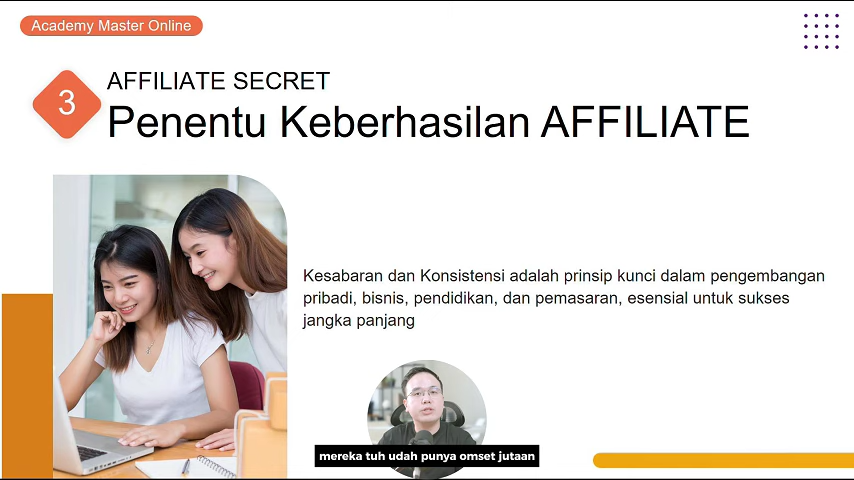 Academy Master Online
3
AFFILIATE SECRET
Penentu Keberhasilan AFFILIATE
Kesabaran dan Konsistensi adalah prinsip kunci dalam pengembangan
pribadi, bisnis, pendidikan, dan pemasaran, esensial untuk sukses
jangka panjang
mereka tuh udah punya omset jutaan